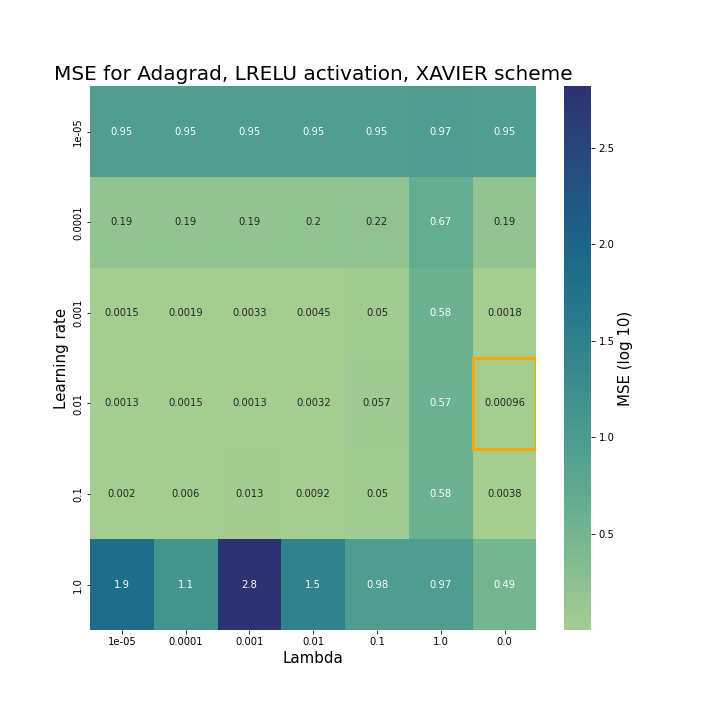 MSE for Adagrad, LRELU activation, XAVIER scheme
1e-05 0.95 0.95 0.95 0.95 0.95 0.97 0.95
0.0001 0.19 0.19 0.19 0.2 0.22 0.67 0.19
0.001 0.0015 0.0019 0.0033 0.0045 0.05 0.58 0.0018
0.01 0.0013 0.0015 0.0013 0.0032 0.057 0.57 0.00096
0.1 0.002 0.006 0.013 0.0092 0.05 0.58 0.0038
1.0 1.9 1.1 2.8 1.5 0.98 0.97 0.49
1e-05 0.0001 0.001 0.01 0.1 1.0 0.0
Lambda
Learning rate
2.5
2.0
1.5
1.0
0.5
MSE (log 10)